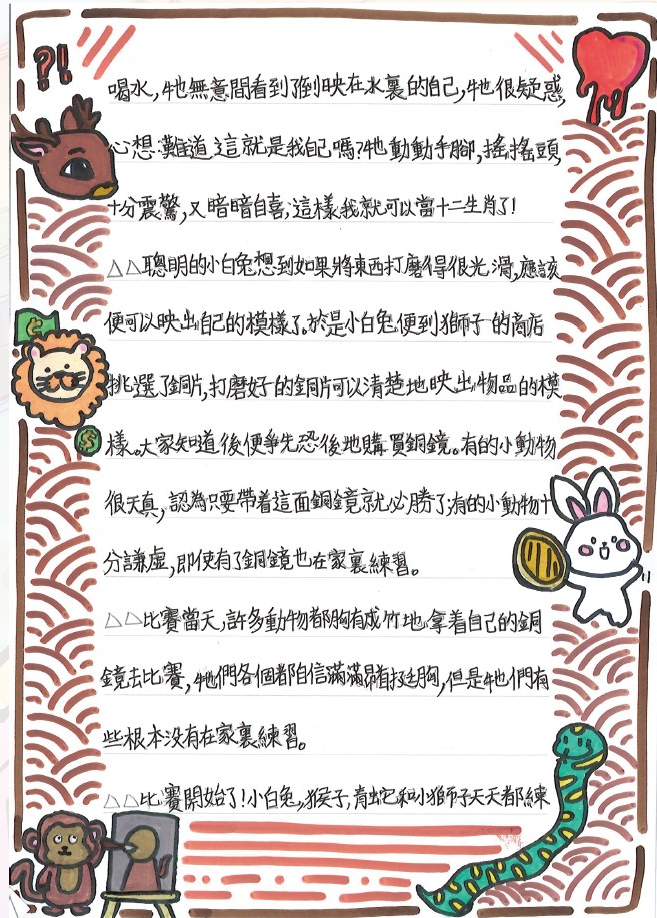 ?!
喝水,牠無意間看到了倒映在水裏的自己,牠很疑惑,
心想:難道這就是我自己嗎?牠動動手腳,搖搖頭,
十分震驚,又暗暗自喜,這樣我就可以當十二生肖了!
△△聰明的小白兔想到如果將東西打磨得很光滑,應該
便可以映出自己的模樣了。於是小白兔便到獅子的商店
挑選了銅片,打磨好的銅片可以清楚地映出物品的模
樣。大家知道後便爭先恐後地購買銅鏡。有的小動物
很天真,認為只要帶着這面銅鏡就必勝了;有的小動物十
分謙虛,即使有了銅鏡也在家裏練習。
△△比賽當天,許多動物都胸有成竹地拿着自己的銅
鏡去比賽,牠們各個都自信滿滿昂首挺胸,但是牠們有
些根本没有在家裏練習。
△△比賽開始了!小白兔,猴子,青蛇和小獅子天天都練